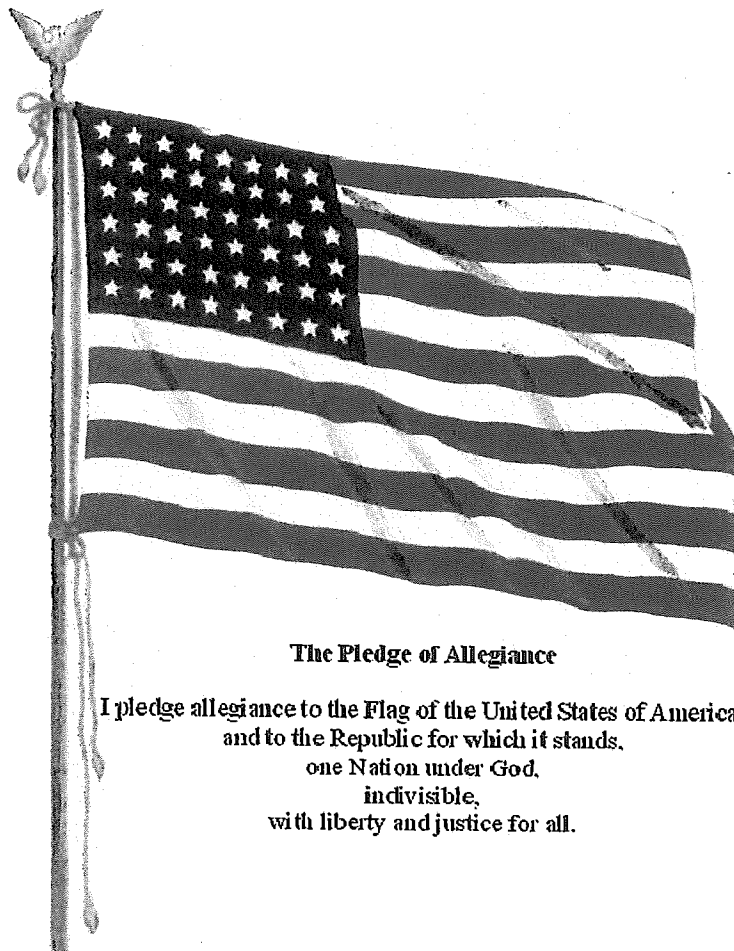 The Pledge of Allegiance
I pledge allegiance to the Flag of the United States of America
and to the Republic for which it stands,
one Nation under God,
indivisible,
with liberty and justice for all.